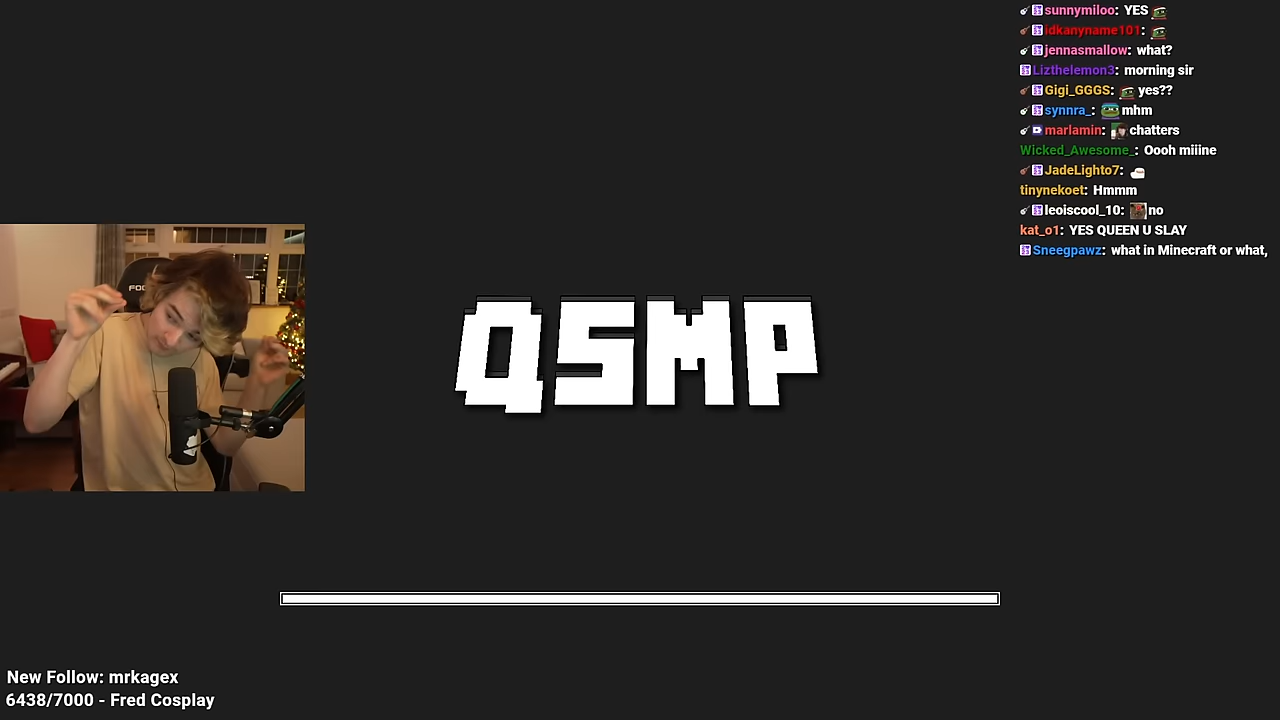 sunnymiloo: YES
idkanyname101:
jennasmallow: what?
Lizthelemon3: morning sir
Gigi_GGGS: yes??
synnra_: mhm
marlamin: chatters
Wicked_Awesome_: Oooh miiine
JadeLighto7:
tinynekoet: Hmmm
leoiscool_10: no
kat_o1: YES QUEEN U SLAY
Sneegpawz: what in Minecraft or what,
QSMP
New Follow: mrkagex
6438/7000 - Fred Cosplay